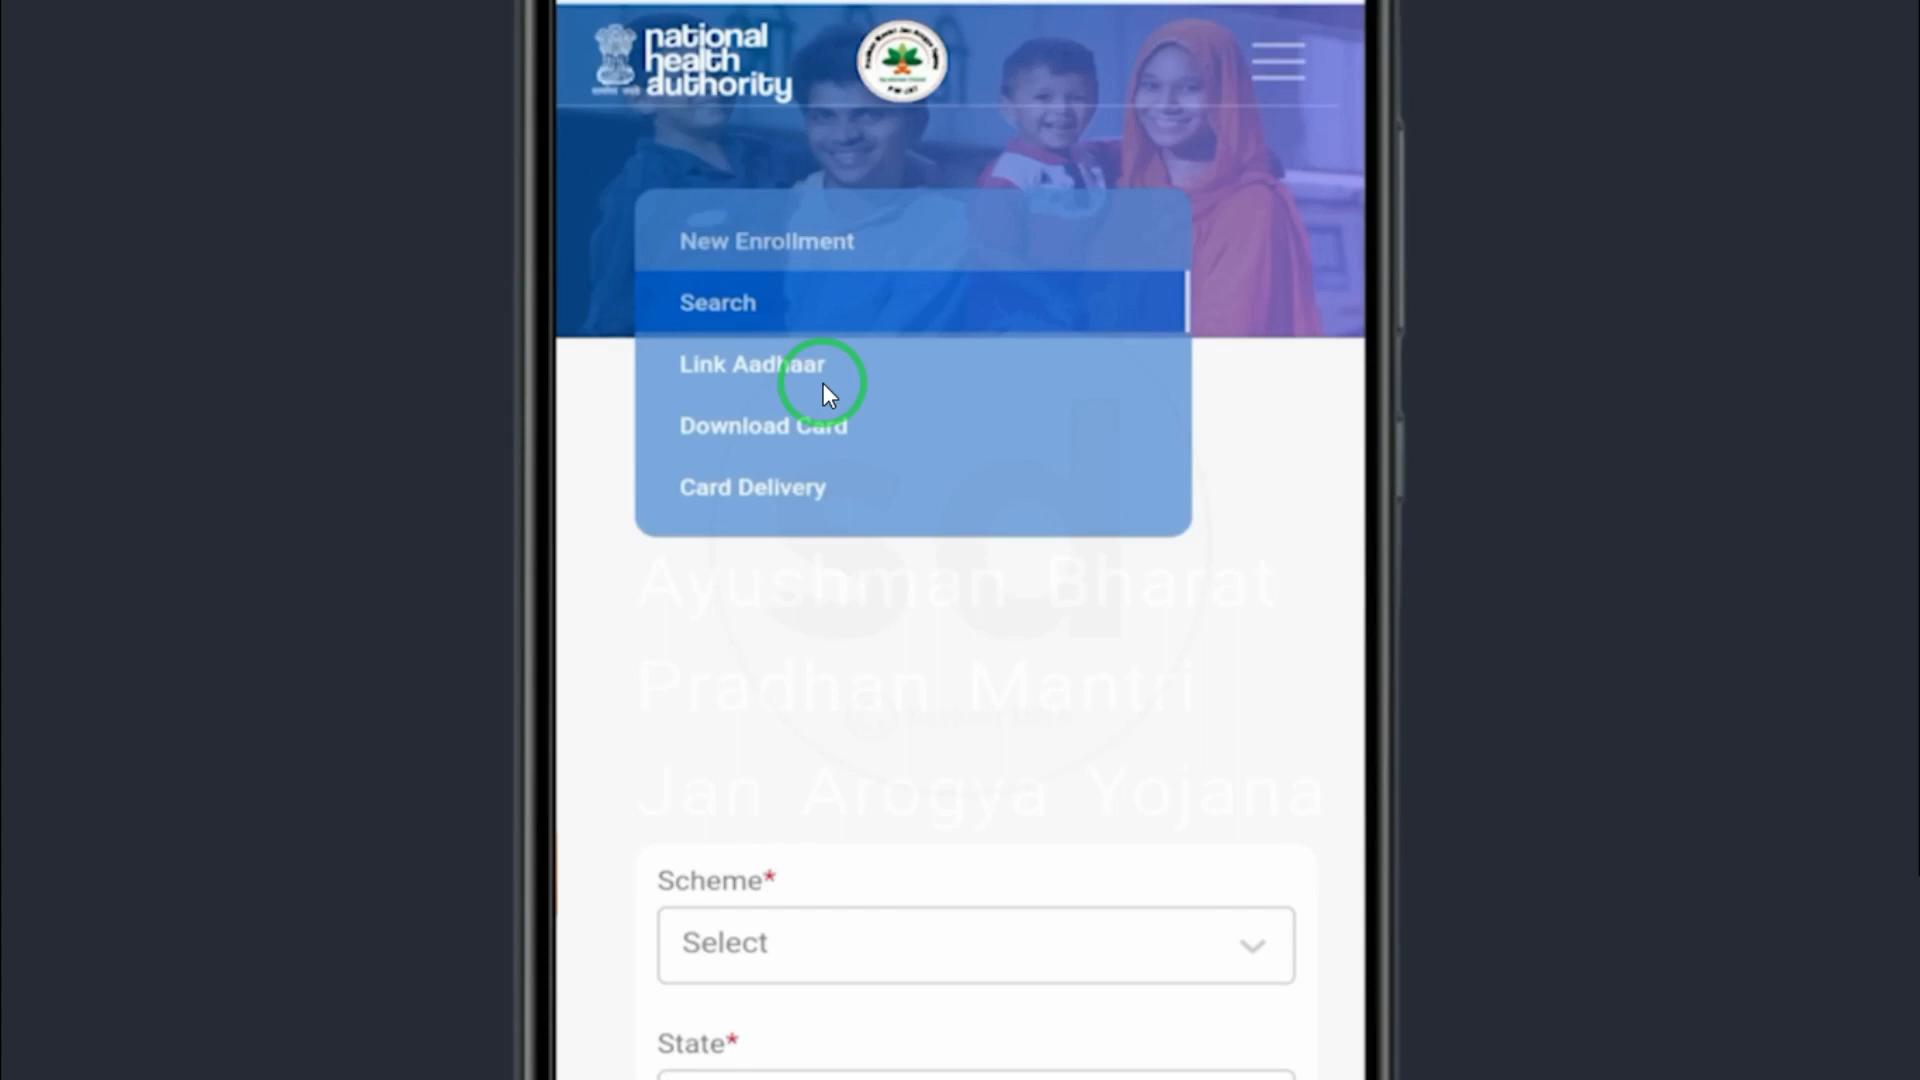 national
health
authority
New Enrollment
Search
Link Aadhaar
Download Card
Card Delivery
Ayushman Bharat
Pradhan Mantri
Jan Arogya Yojana
Scheme*
Select
State*